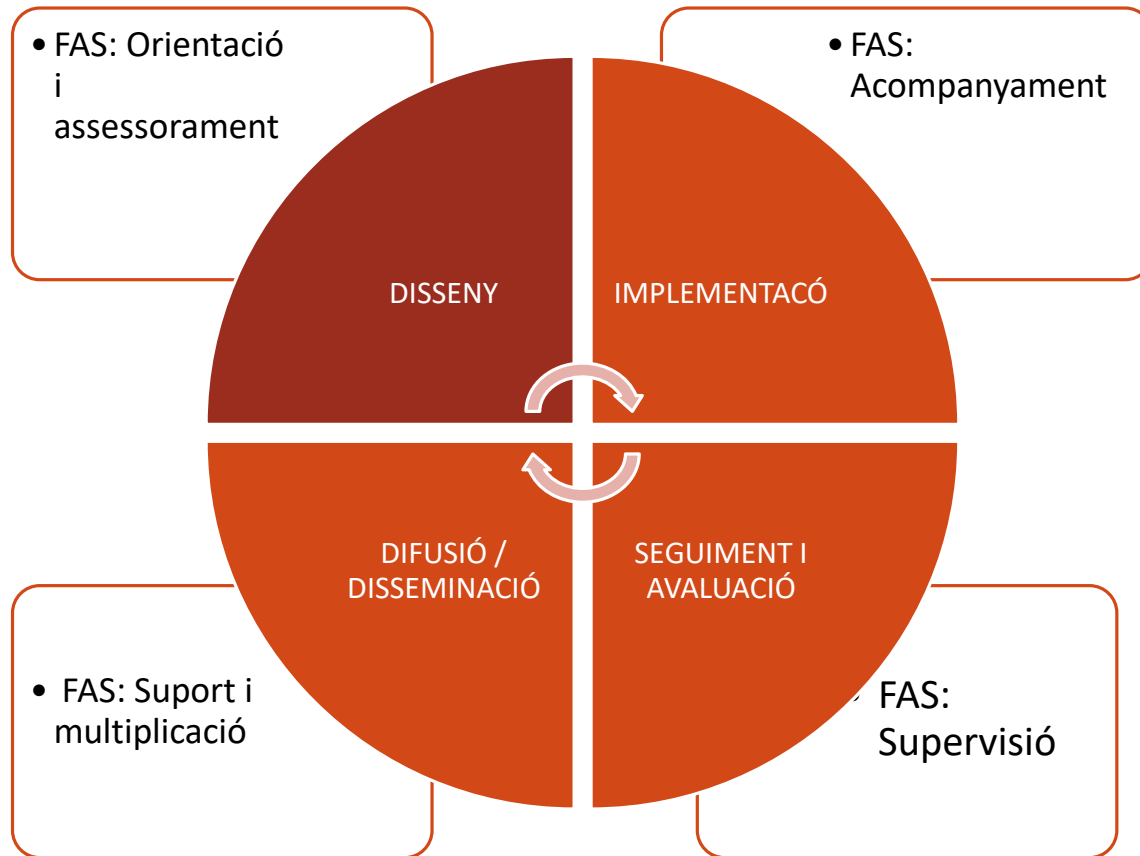 • FAS: Orientació
i
assessorament
• FAS:
Acompanyament
DISSENY
IMPLEMENTACÓ
DIFUSIÓ /
DISSEMINACIÓ
SEGUIMENT I
AVALUACIÓ
• FAS: Suport i
multiplicació
• FAS:
Supervisió